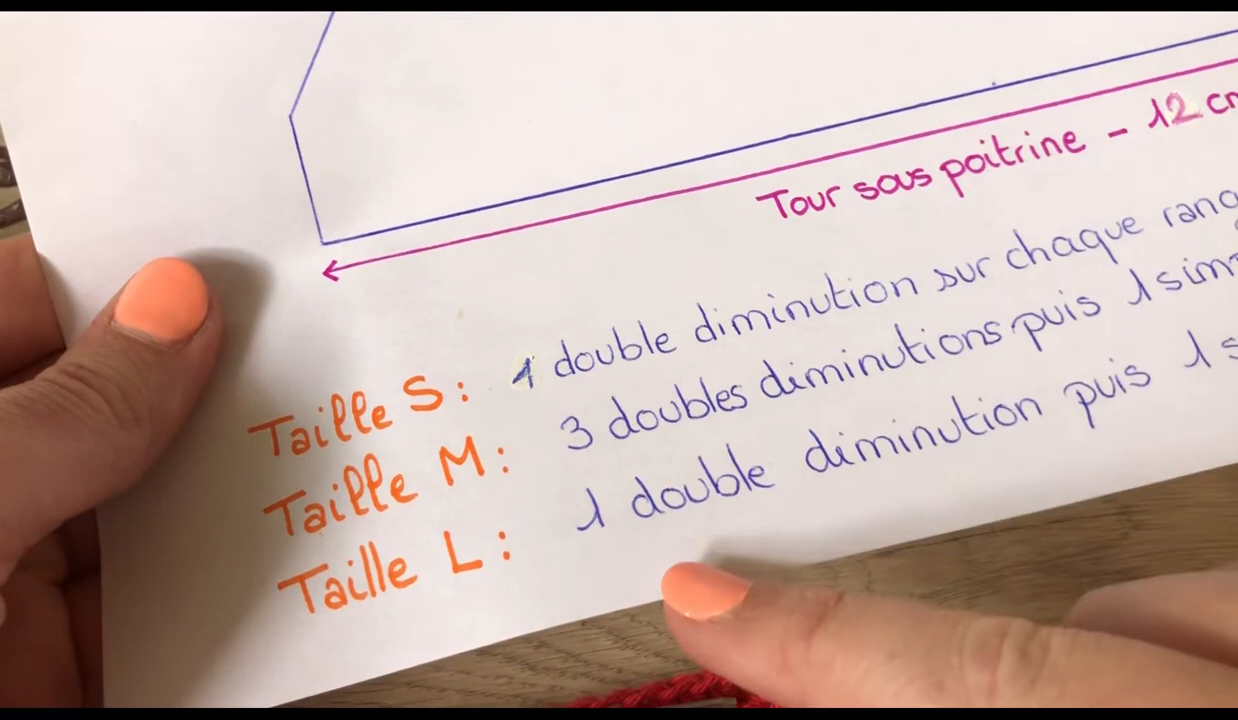 Tour sous poitrine - 12 cm
Taille S: 1 double diminution sur chaque rang
Taille M: 3 doubles diminutions puis 1
Taille L: 1 double diminution puis 1